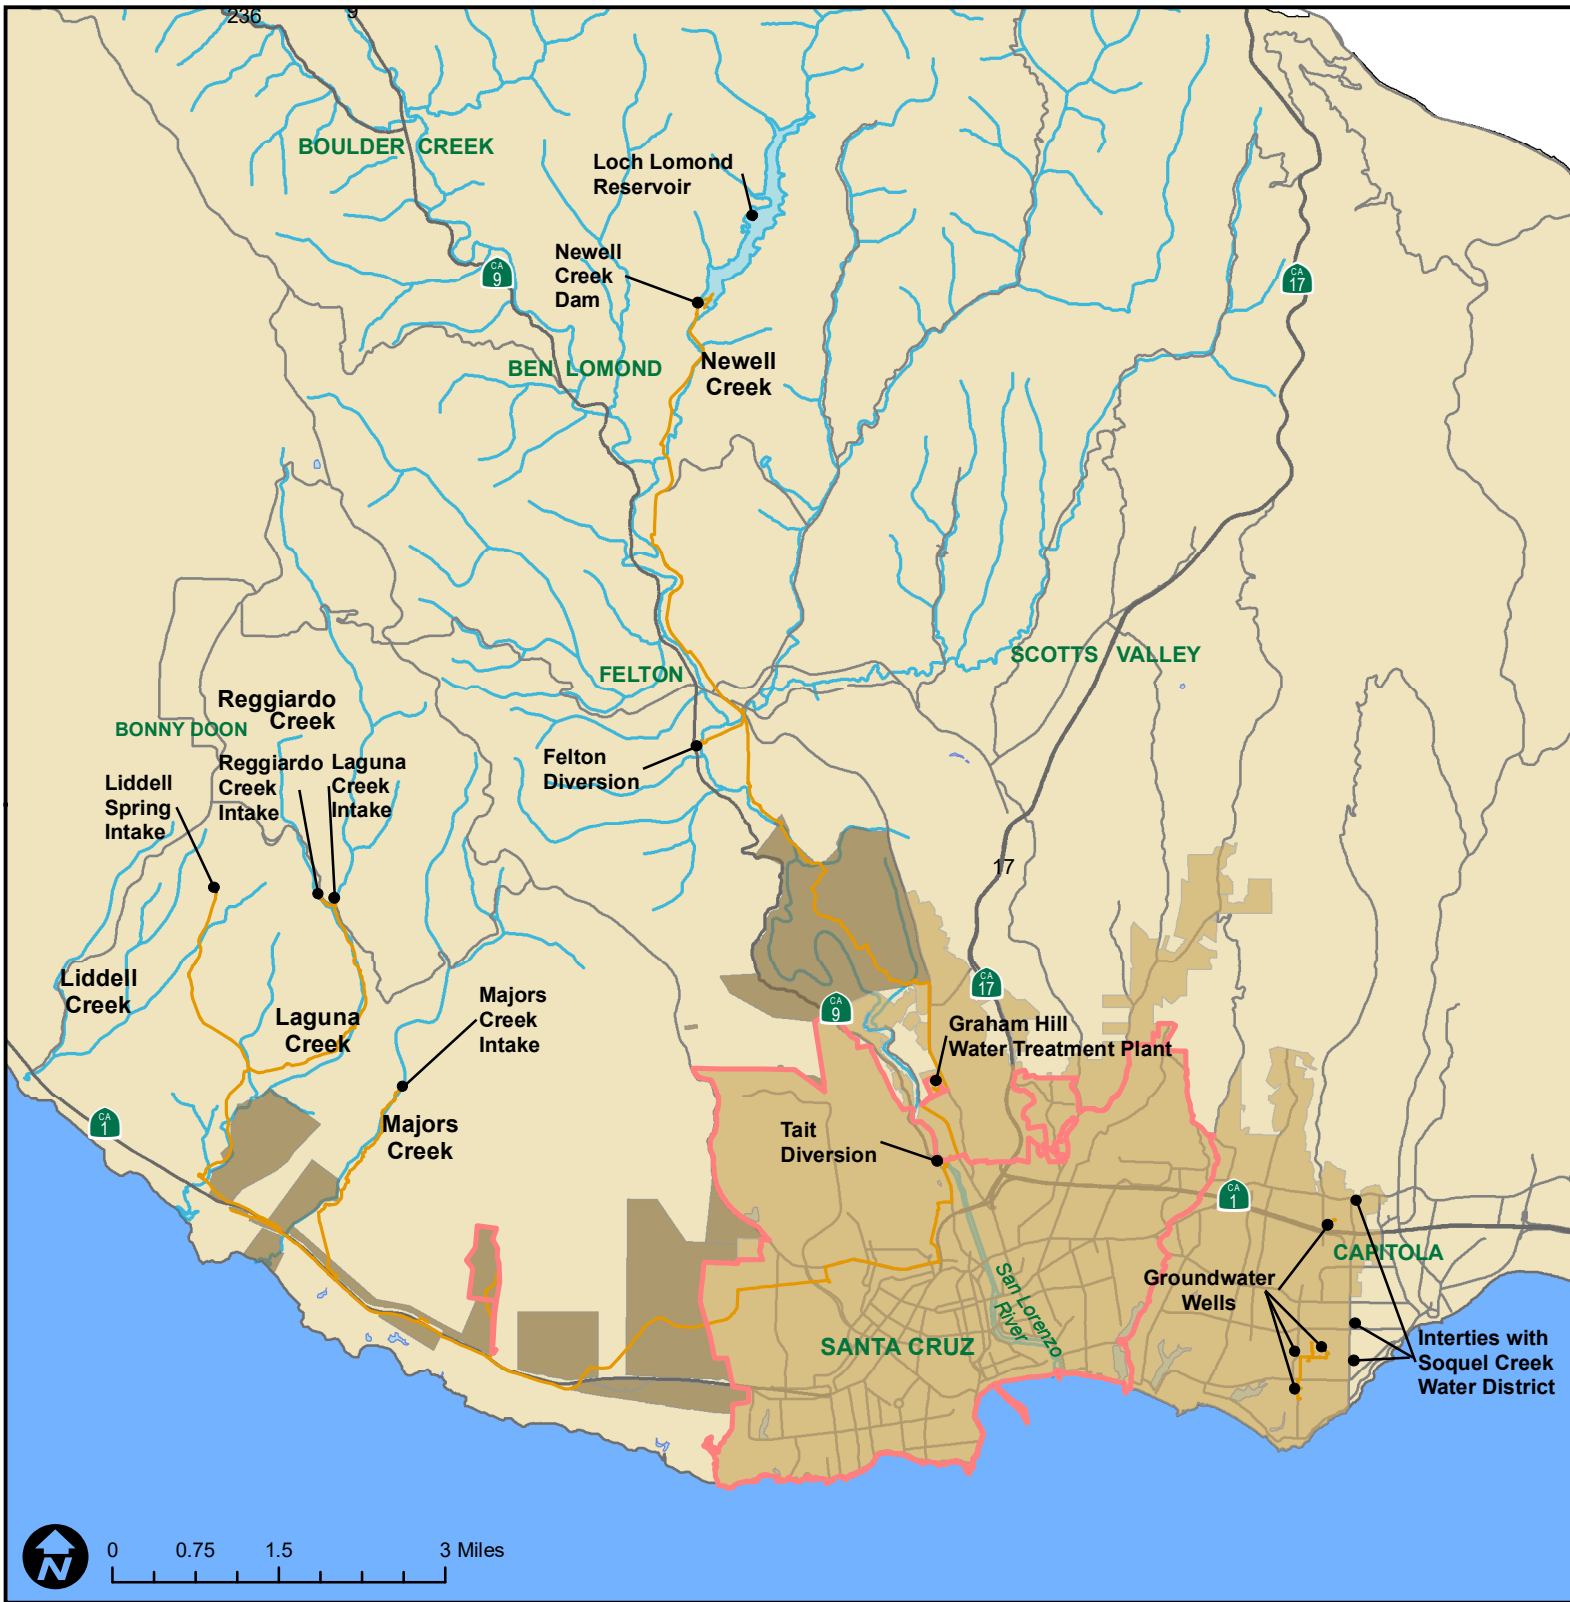 236
9
BOULDER CREEK
Loch Lomond
Reservoir
Newell
Creek
Dam
CA
9
CA
17
BEN LOMOND
Newell
Creek
FELTON
SCOTTS VALLEY
Reggiardo
Creek
BONNY DOON
Felton
Diversion
Reggiardo
Creek
Intake
Laguna
Creek
Intake
Liddell
Spring
Intake
17
Liddell
Creek
Laguna
Creek
Majors
Creek
Intake
CA
9
CA
17
Graham Hill
Water Treatment Plant
CA
1
Majors
Creek
Tait
Diversion
CA
1
CAPITOLA
Groundwater
Wells
San Lorenzo
River
SANTA CRUZ
Interties with
Soquel Creek
Water District
N
0 0.75 1.5 3 Miles